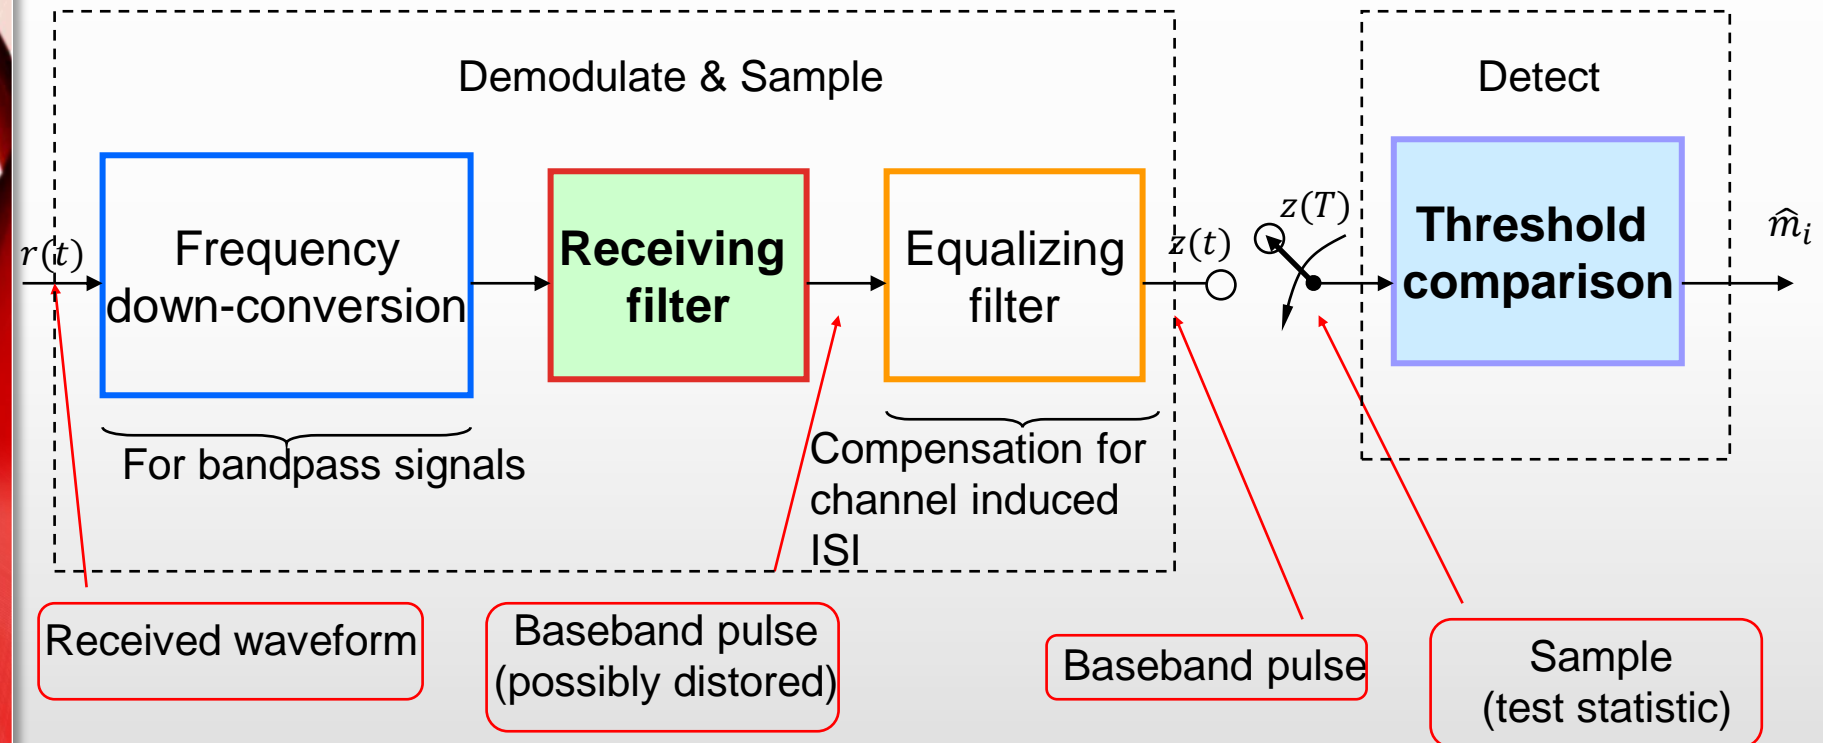 Demodulate & Sample
Detect
r(t)
Frequency
down-conversion
Receiving
filter
Equalizing
filter
z(t)
z(T)
Threshold
comparison
m̂ᵢ
For bandpass signals
Compensation for
channel induced
ISI
Received waveform
Baseband pulse
(possibly distored)
Baseband pulse
Sample
(test statistic)